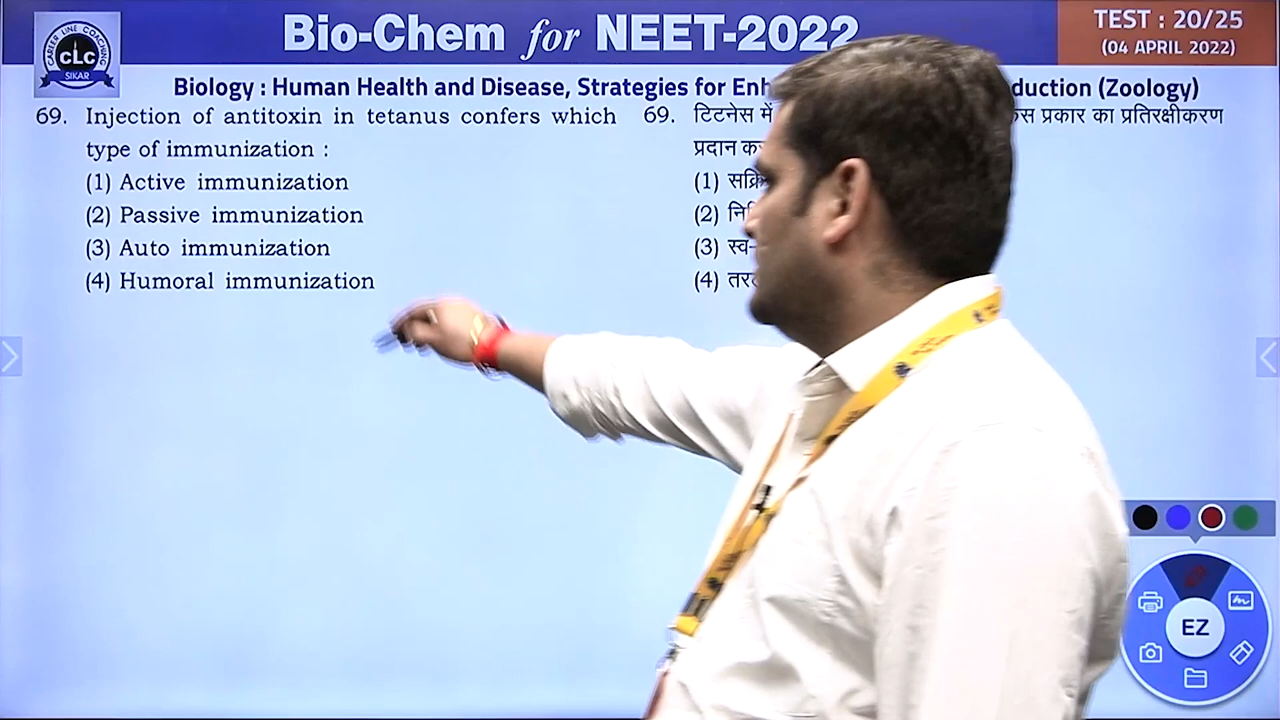 Bio-Chem for NEET-2022
TEST : 20/25
(04 APRIL 2022)
CAREER LINE COACHING
CLC
SIKAR
Biology : Human Health and Disease, Strategies for (Zoology)
69. Injection of antitoxin in tetanus confers which
type of immunization :
(1) Active immunization
(2) Passive immunization
(3) Auto immunization
(4) Humoral immunization
69. टिटनेस में प्रकार का प्रतिरक्षीकरण
प्रदान
(1)
(2)
(3) स्व-
(4)
EZ